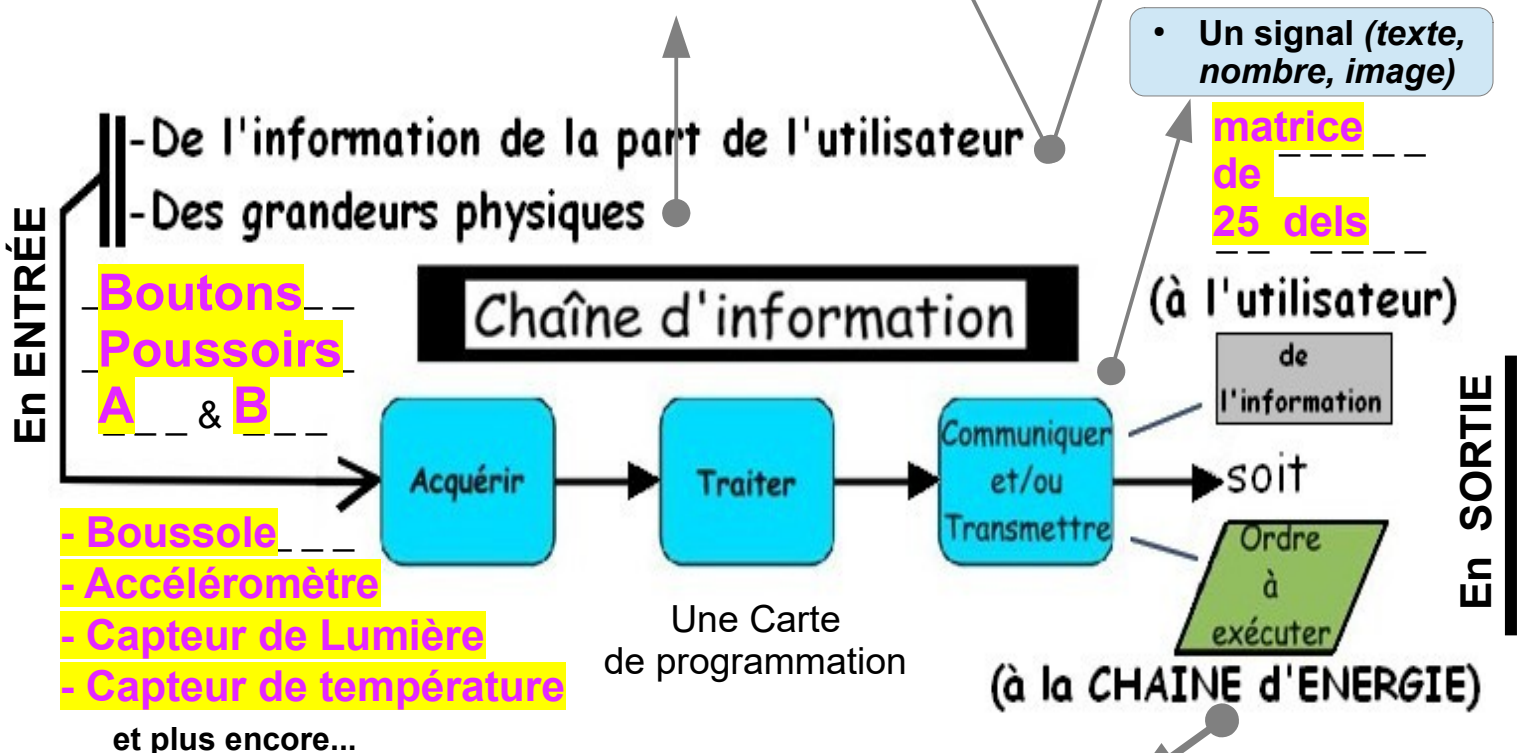 • Un signal (texte,
nombre, image)
-De l'information de la part de l'utilisateur
-Des grandeurs physiques
matrice
de
25 dels
En ENTRÉE
Boutons
Poussoirs
A & B
Chaîne d'information
(à l'utilisateur)
de
l'information
Acquérir
Traiter
Communiquer
et/ou
Transmettre
soit
Ordre
à
exécuter
En SORTIE
- Boussole
- Accéléromètre
- Capteur de Lumière
- Capteur de température
et plus encore...
Une Carte
de programmation
(à la CHAINE d'ENERGIE)